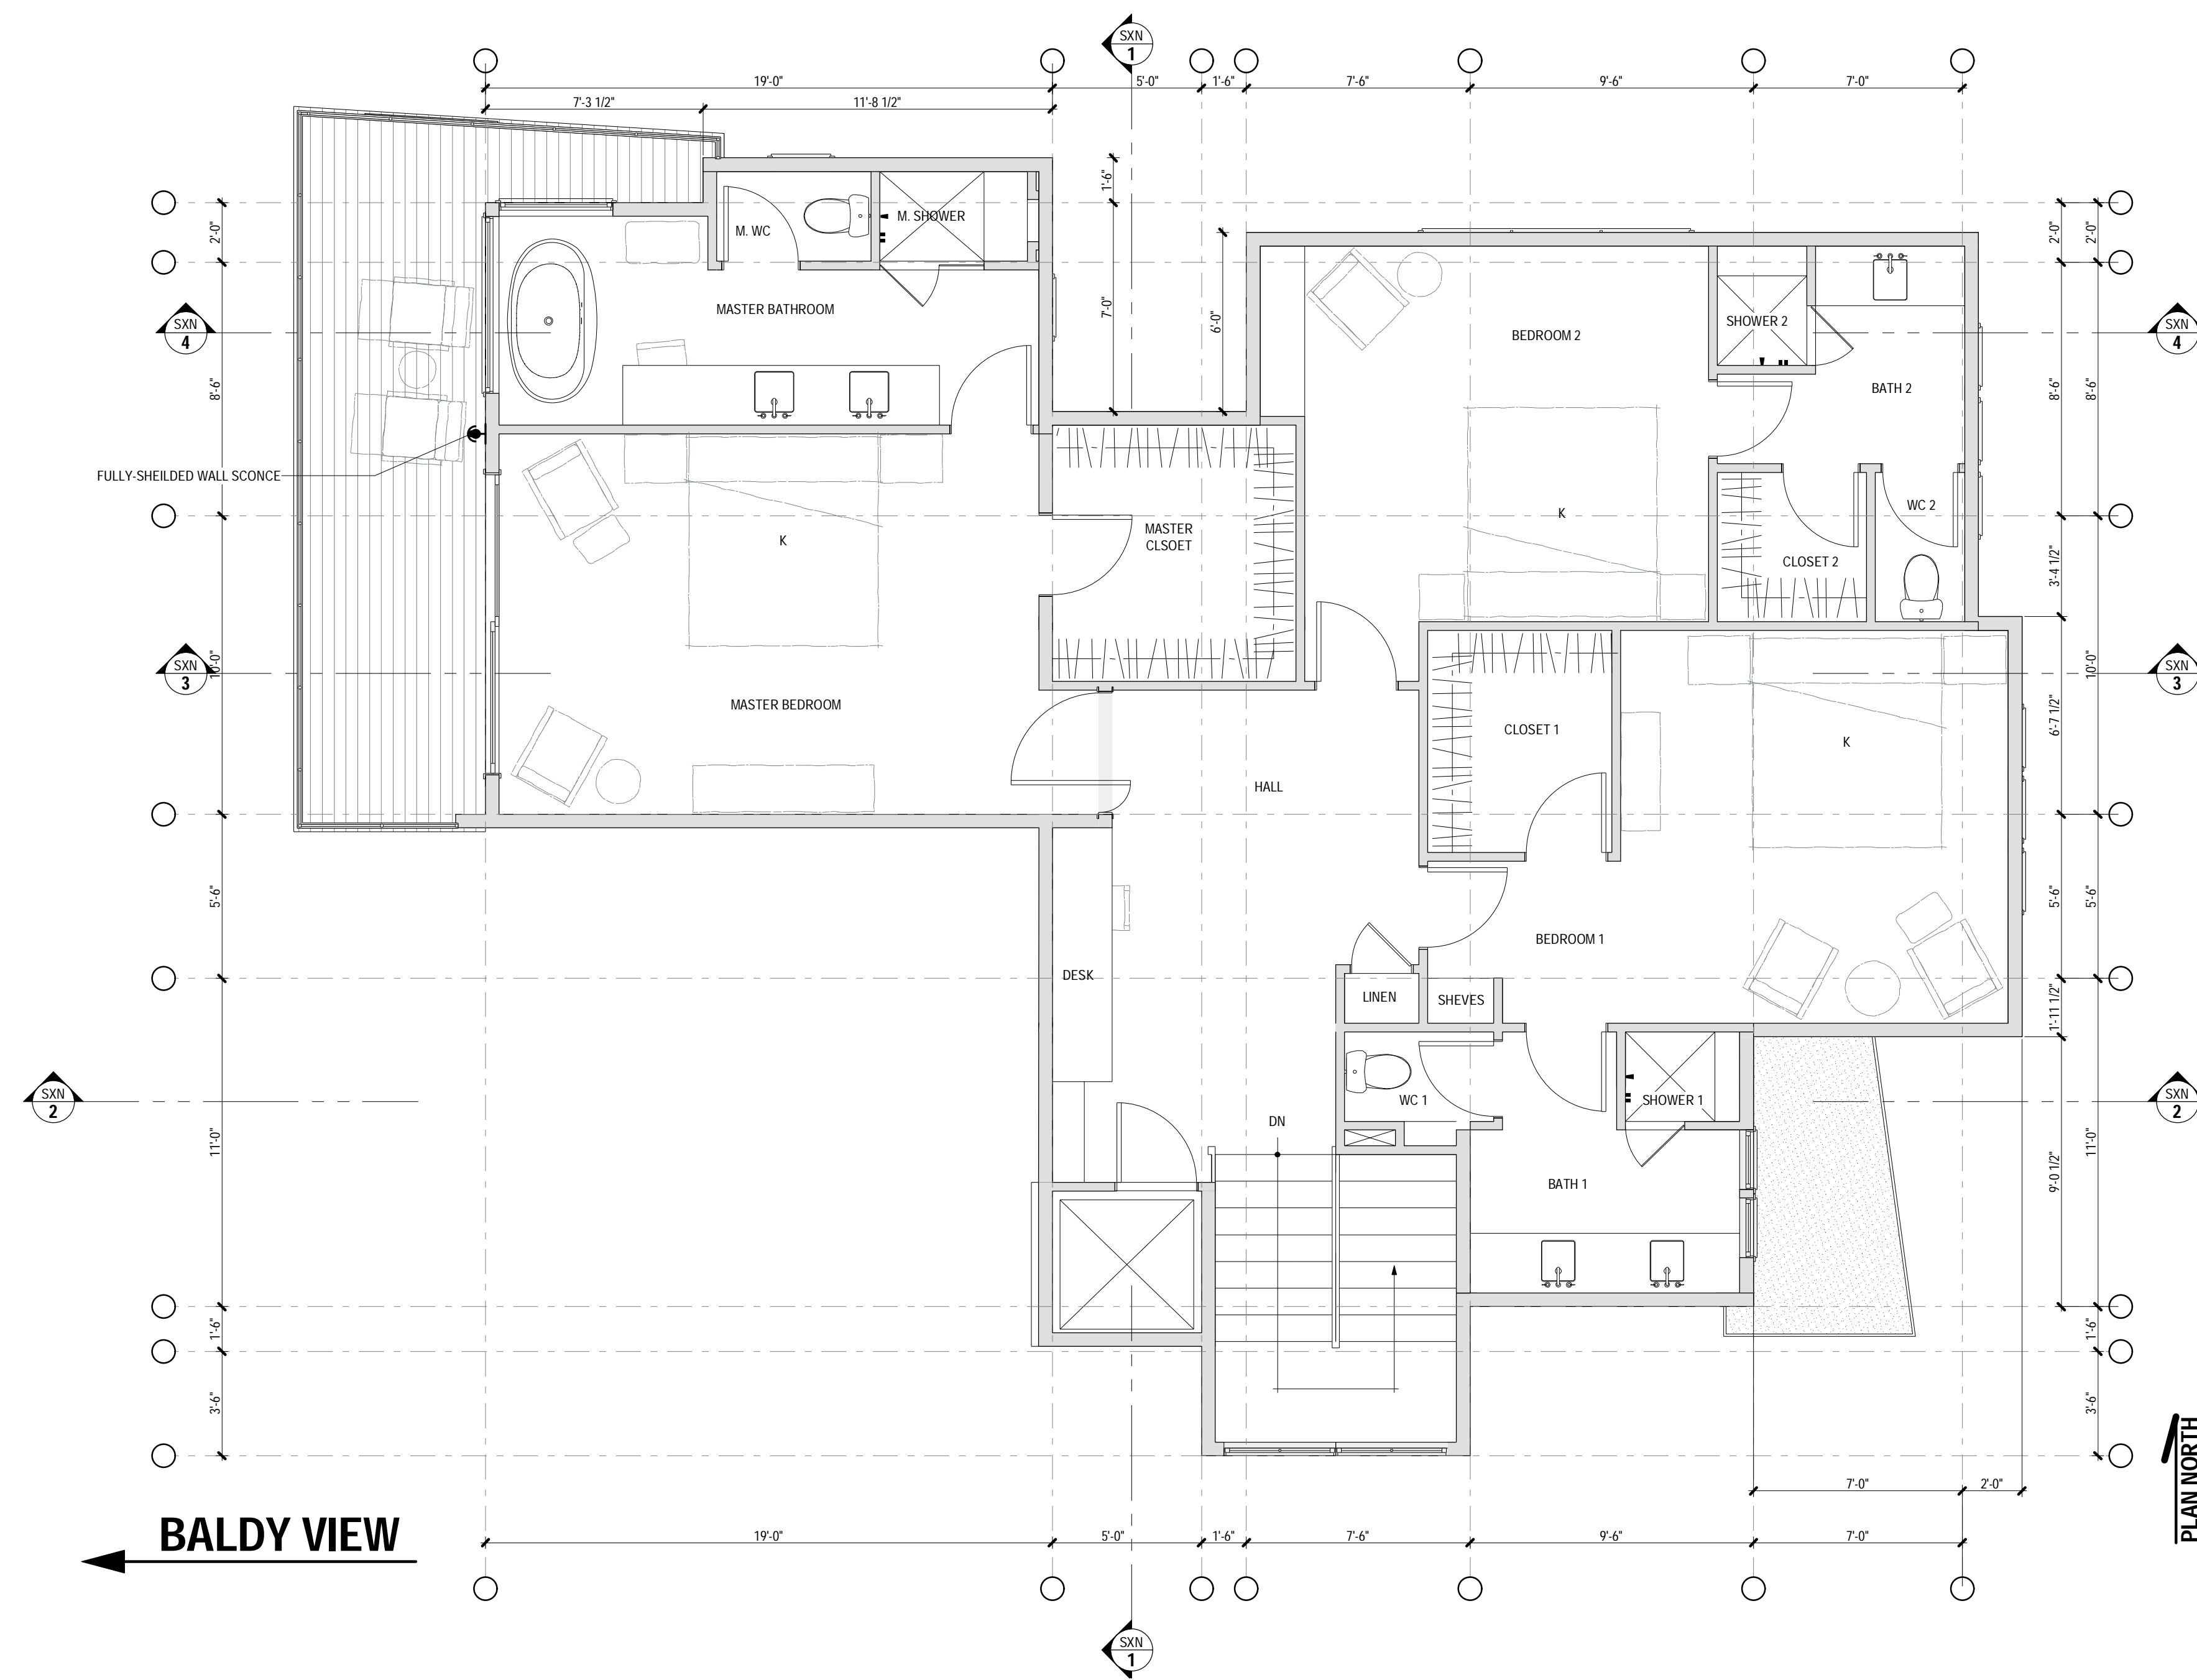 SXN
1
19'-0"
5'-0"
1'-6"
7'-6"
9'-6"
7'-0"
7'-3 1/2"
11'-8 1/2"
1'-6"
2'-0"
2'-0"
2'-0"
M. WC
M. SHOWER
MASTER BATHROOM
7'-0"
6'-0"
BEDROOM 2
SHOWER 2
SXN
4
SXN
4
8'-6"
BATH 2
8'-6"
8'-6"
FULLY-SHEILDED WALL SCONCE
K
MASTER
CLSOET
K
WC 2
CLOSET 2
3'-4 1/2"
SXN
3
10'-0"
MASTER BEDROOM
CLOSET 1
K
6'-7 1/2"
10'-0"
SXN
3
HALL
5'-6"
BEDROOM 1
5'-6"
5'-6"
DESK
LINEN
SHEVES
1'-11 1/2"
SXN
2
WC 1
SHOWER 1
SXN
2
11'-0"
DN
BATH 1
9'-0 1/2"
11'-0"
1'-6"
1'-6"
3'-6"
3'-6"
7'-0"
2'-0"
PLAN NORTH
BALDY VIEW
19'-0"
5'-0"
1'-6"
7'-6"
9'-6"
7'-0"
SXN
1